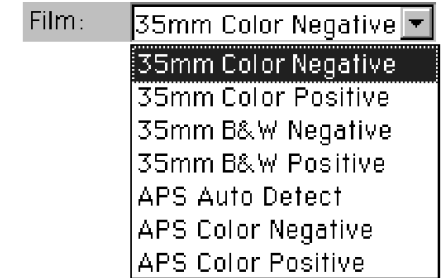 Film: 35mm Color Negative
35mm Color Negative
35mm Color Positive
35mm B&W Negative
35mm B&W Positive
APS Auto Detect
APS Color Negative
APS Color Positive